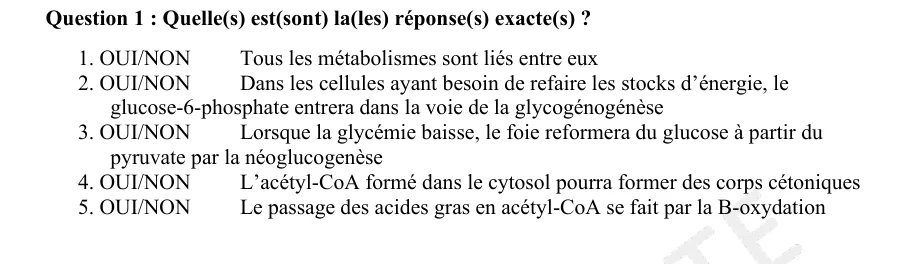 Question 1 : Quelle(s) est(sont) la(les) réponse(s) exacte(s) ?
1. OUI/NON Tous les métabolismes sont liés entre eux
2. OUI/NON Dans les cellules ayant besoin de refaire les stocks d’énergie, le
glucose-6-phosphate entrera dans la voie de la glycogénogénèse
3. OUI/NON Lorsque la glycémie baisse, le foie reformera du glucose à partir du
pyruvate par la néoglucogenèse
4. OUI/NON L’acétyl-CoA formé dans le cytosol pourra former des corps cétoniques
5. OUI/NON Le passage des acides gras en acétyl-CoA se fait par la B-oxydation